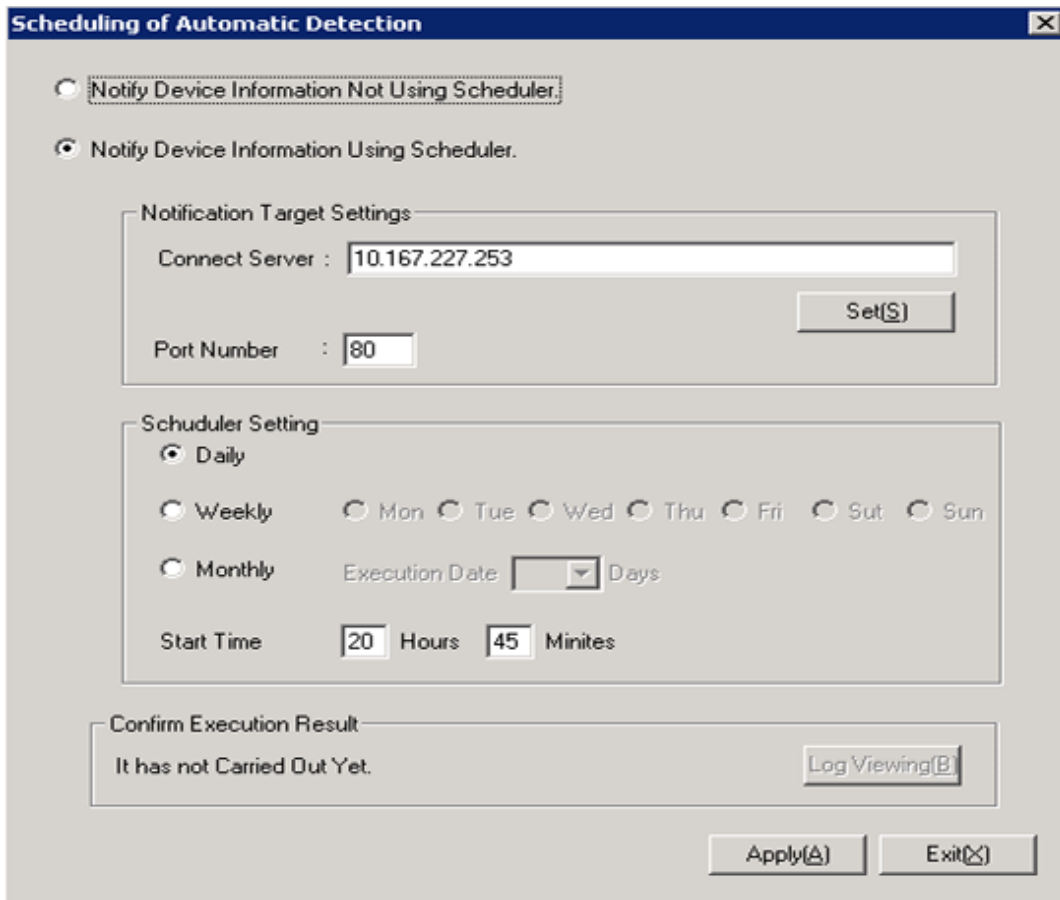 Scheduling of Automatic Detection
Notify Device Information Not Using Scheduler.
Notify Device Information Using Scheduler.
Notification Target Settings
Connect Server : 10.167.227.253
Set(S)
Port Number : 80
Schuduler Setting
Daily
Weekly Mon Tue Wed Thu Fri Sut Sun
Monthly Execution Date Days
Start Time 20 Hours 45 Minites
Confirm Execution Result
It has not Carried Out Yet. Log Viewing(B)
Apply(A) Exit(X)